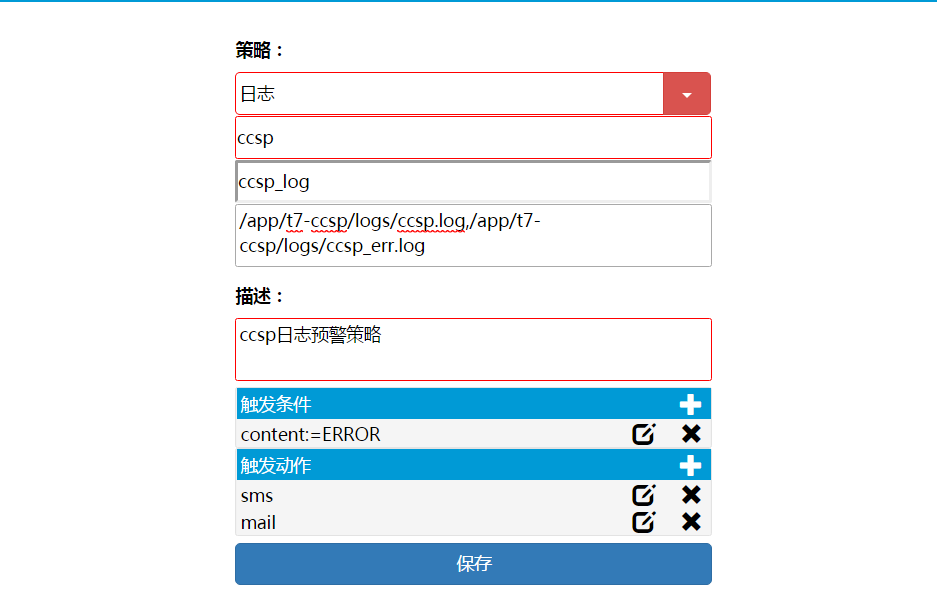 策略：
日志
ccsp
ccsp_log
/app/t7-ccsp/logs/ccsp.log,/app/t7-
ccsp/logs/ccsp_err.log
描述：
ccsp日志预警策略
触发条件
content:=ERROR
触发动作
sms
mail
保存